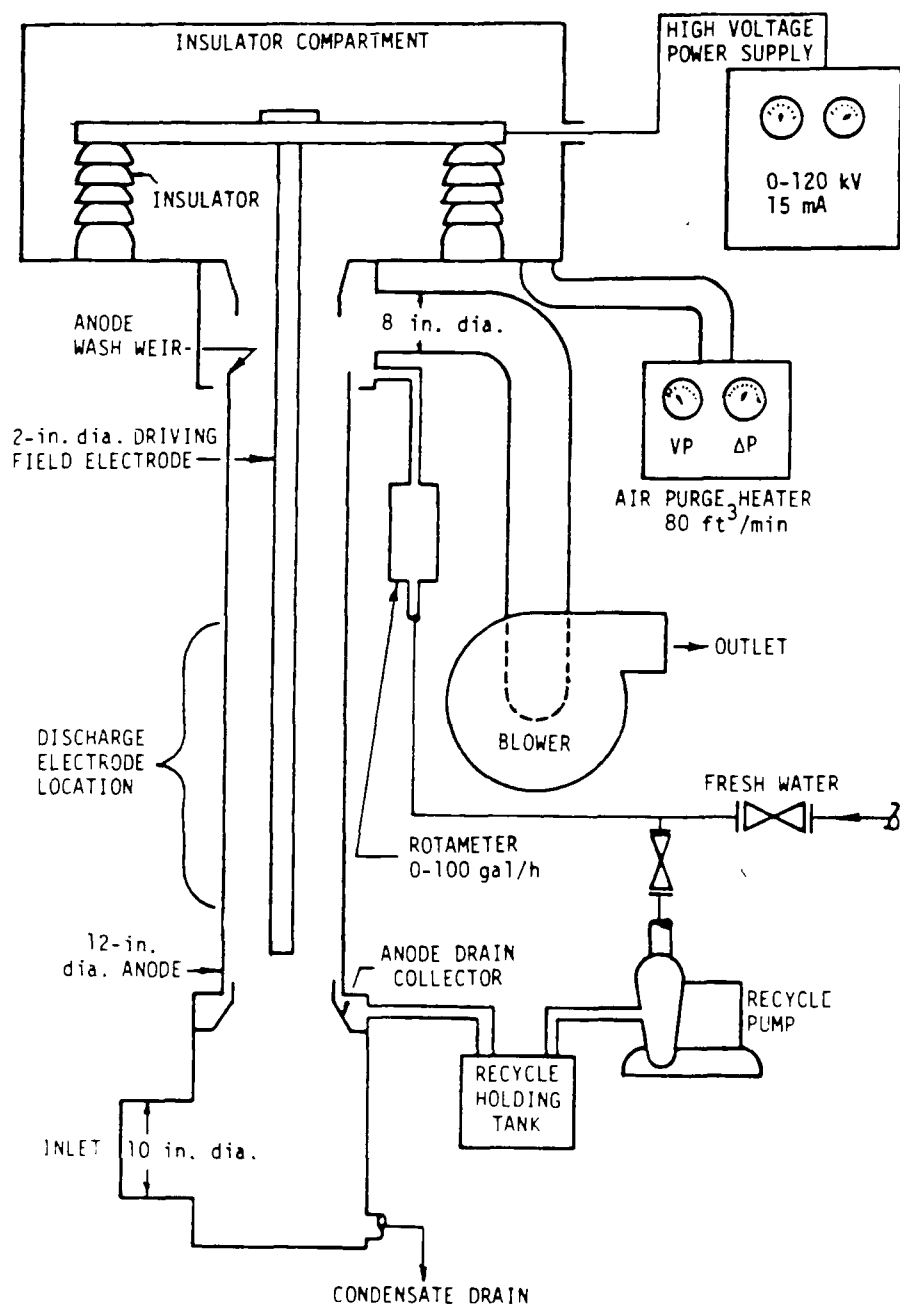 INSULATOR COMPARTMENT
HIGH VOLTAGE
POWER SUPPLY
0-120 kV
15 mA
INSULATOR
ANODE
WASH WEIR-
8 in. dia.
2-in. dia. DRIVING
FIELD ELECTRODE
VP ΔP
AIR PURGE HEATER
80 ft³/min
OUTLET
BLOWER
DISCHARGE
ELECTRODE
LOCATION
FRESH WATER
ROTAMETER
0-100 gal/h
12-in.
dia. ANODE
ANODE DRAIN
COLLECTOR
RECYCLE
PUMP
RECYCLE
HOLDING
TANK
INLET 10 in. dia.
CONDENSATE DRAIN